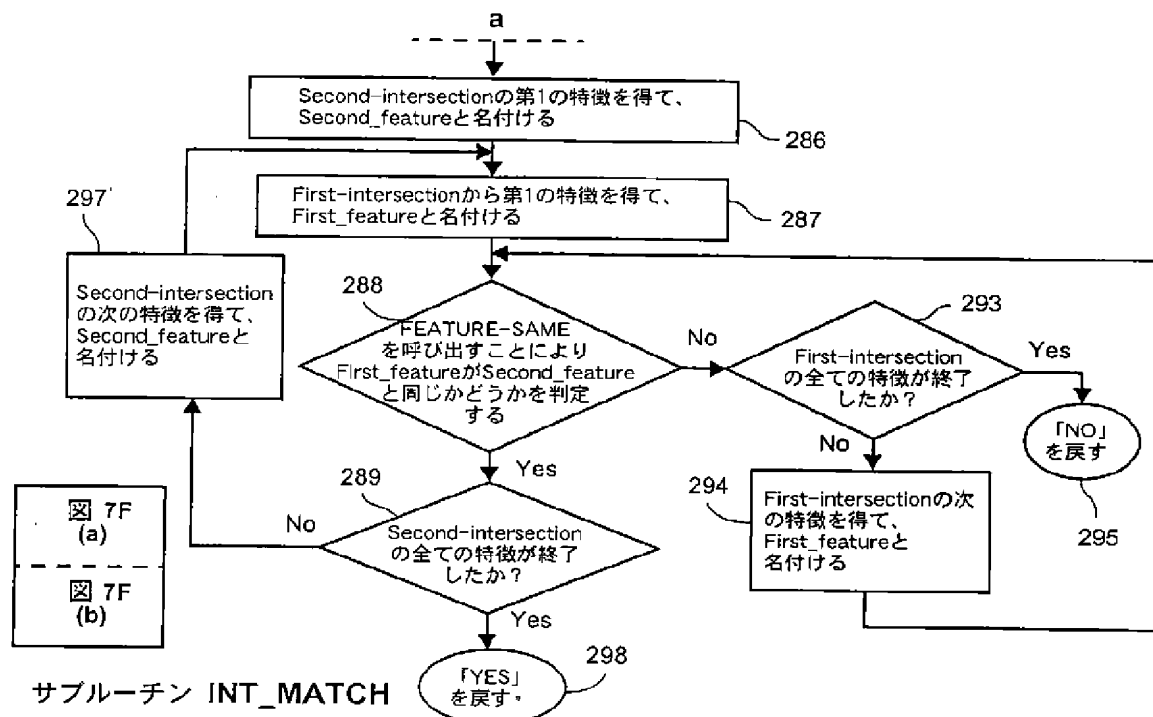 a
Second-intersectionの第1の特徴を得て、
Second_featureと名付ける
286
First-intersectionから第1の特徴を得て、
First_featureと名付ける
287
297'
Second-intersection
の次の特徴を得て、
Second_featureと
名付ける
288
FEATURE-SAME
を呼び出すことにより
First_featureがSecond_feature
と同じかどうかを判定
する
No
293
First-intersection
の全ての特徴が終了
したか?
Yes
「NO」
を戻す
295
No
294
First-intersectionの次
の特徴を得て、
First_featureと
名付ける
Yes
289
Second-intersection
の全ての特徴が終了
したか?
No
Yes
「YES」
を戻す。
298
図 7F
(a)
図 7F
(b)
サブルーチン INT_MATCH